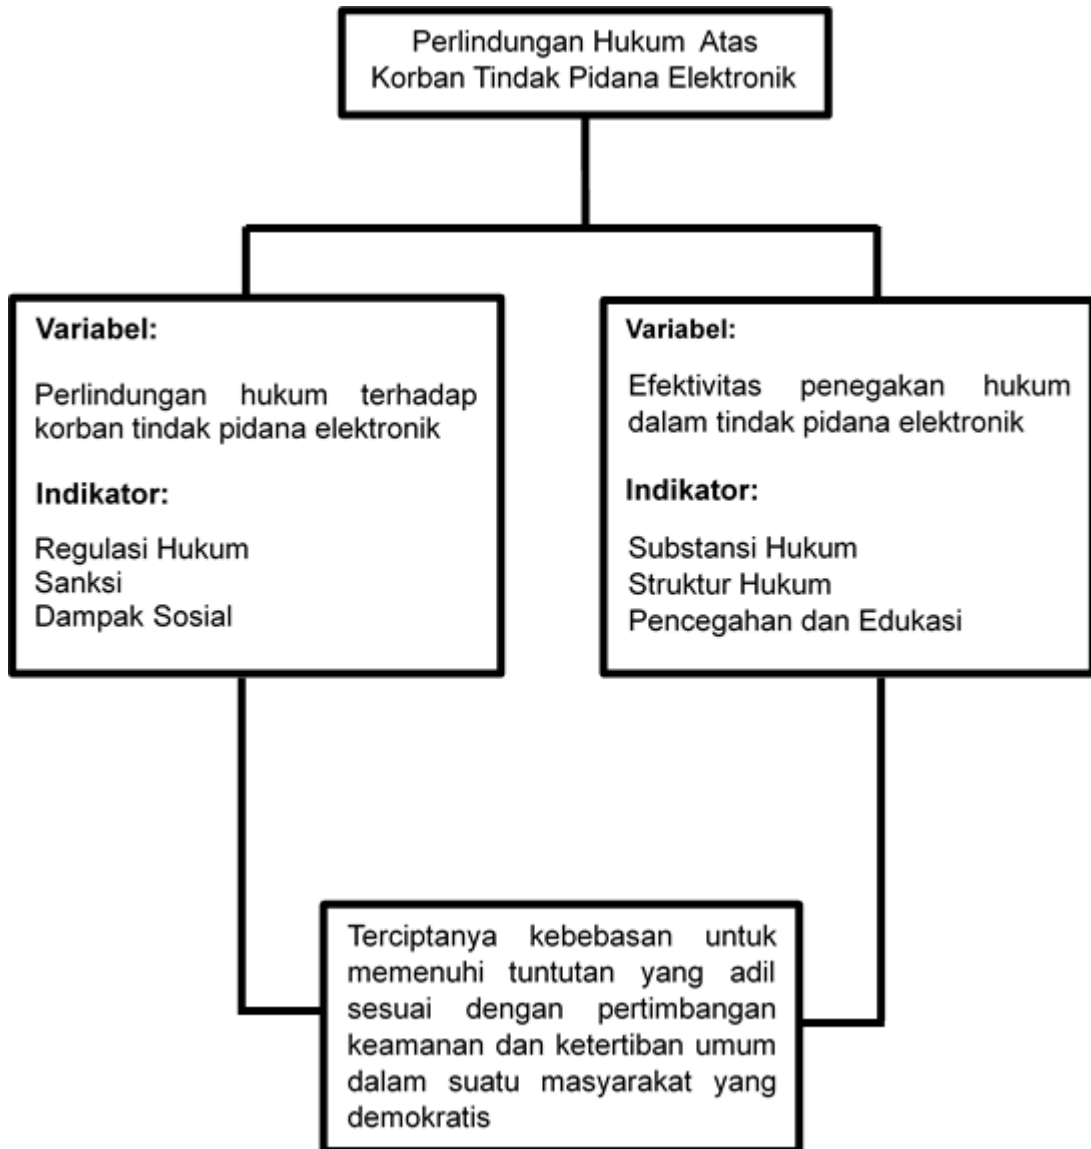 Perlindungan Hukum Atas
Korban Tindak Pidana Elektronik
Variabel:
Perlindungan hukum terhadap
korban tindak pidana elektronik
Indikator:
Regulasi Hukum
Sanksi
Dampak Sosial
Variabel:
Efektivitas penegakan hukum
dalam tindak pidana elektronik
Indikator:
Substansi Hukum
Struktur Hukum
Pencegahan dan Edukasi
Terciptanya kebebasan untuk
memenuhi tuntutan yang adil
sesuai dengan pertimbangan
keamanan dan ketertiban umum
dalam suatu masyarakat yang
demokratis